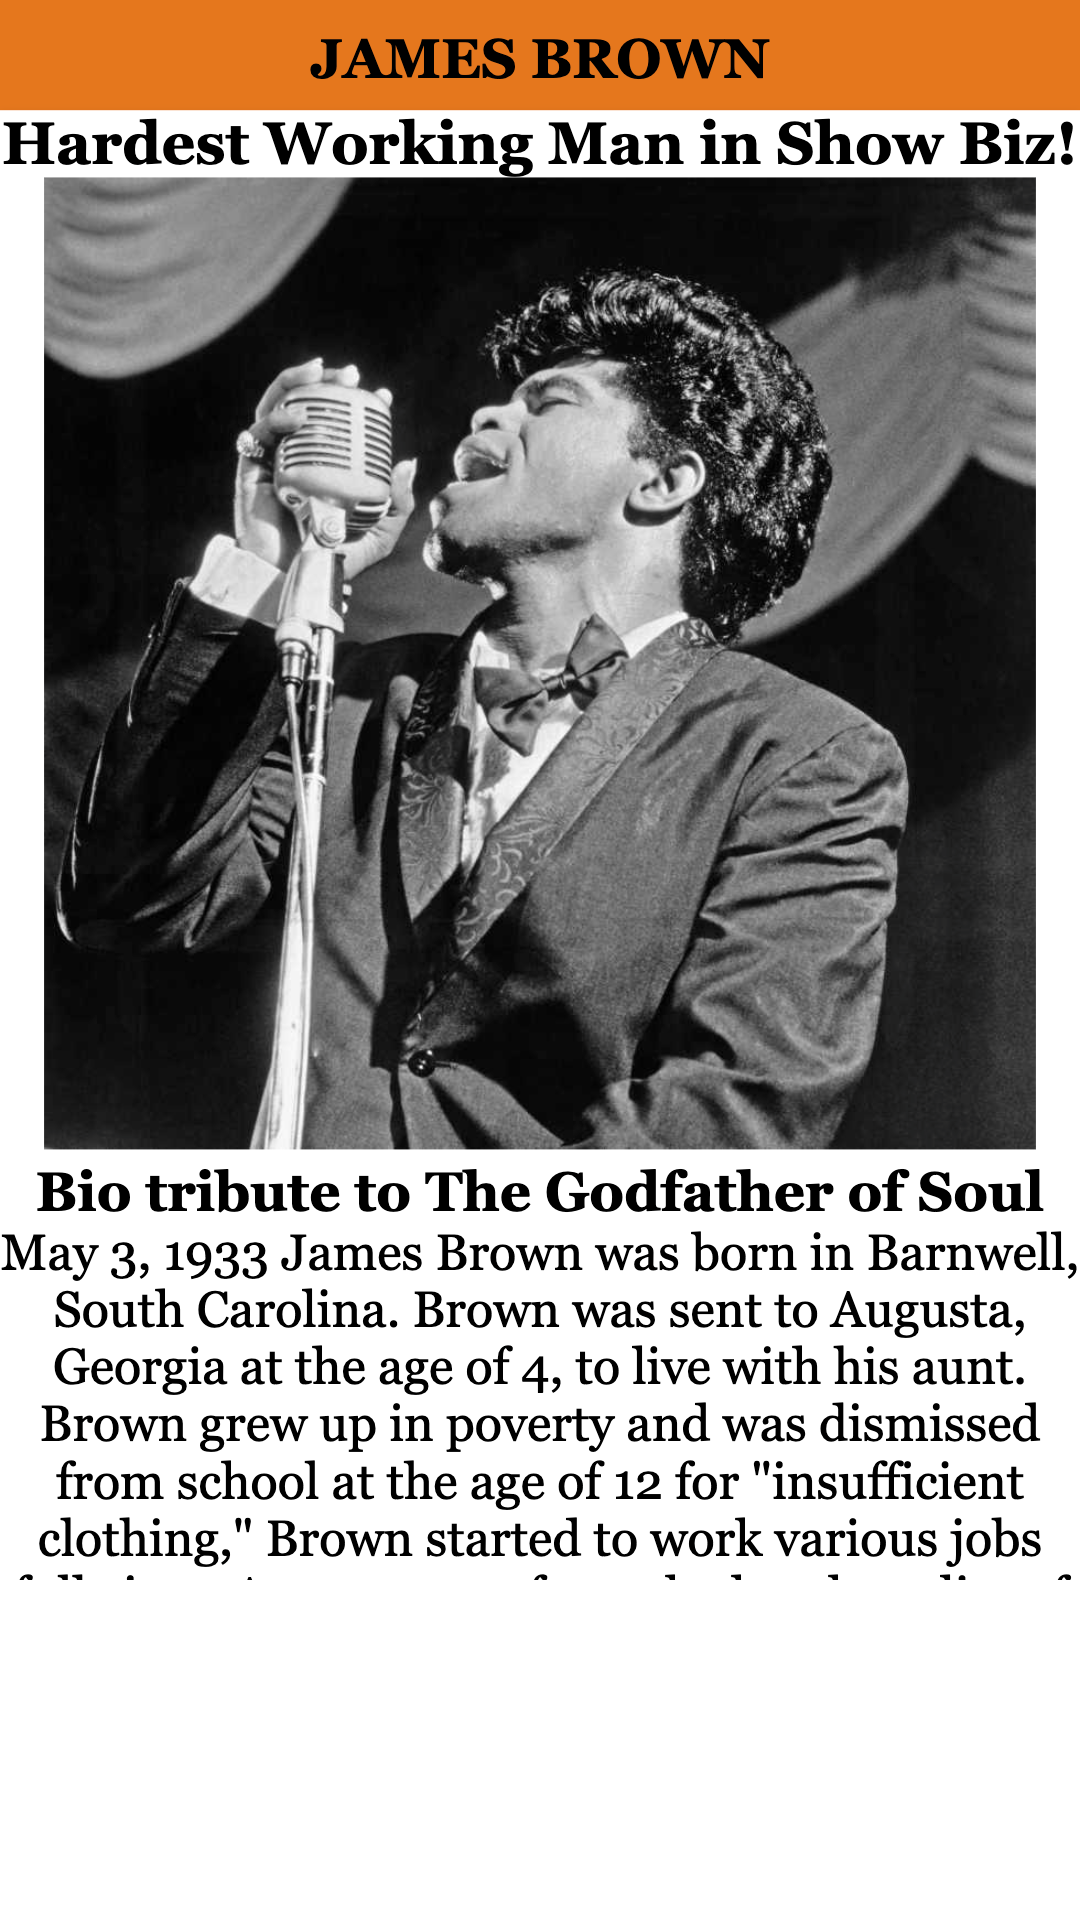 JAMES BROWN
Hardest Working Man in Show Biz!
Bio tribute to The Godfather of Soul
May 3, 1933 James Brown was born in Barnwell,
South Carolina. Brown was sent to Augusta,
Georgia at the age of 4, to live with his aunt.
Brown grew up in poverty and was dismissed
from school at the age of 12 for "insufficient
clothing," Brown started to work various jobs